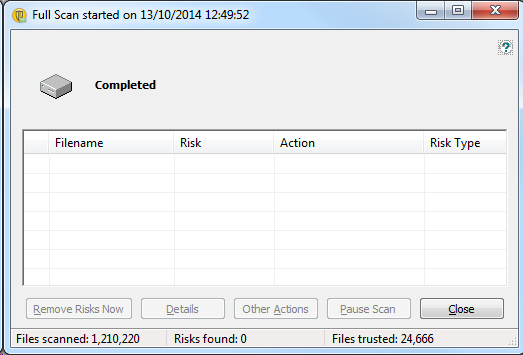 Full Scan started on 13/10/2014 12:49:52
?
Completed
Filename Risk Action Risk Type
Remove Risks Now Details Other Actions Pause Scan Close
Files scanned: 1,210,220 Risks found: 0 Files trusted: 24,666